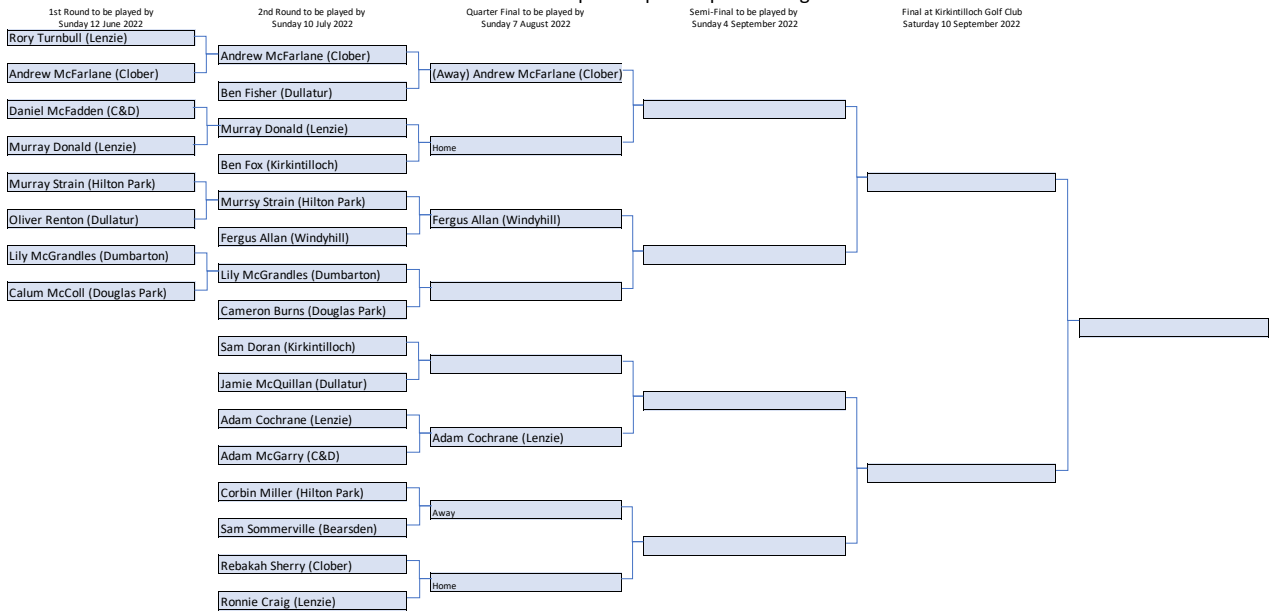 1st Round to be played by
Sunday 12 June 2022
2nd Round to be played by
Sunday 10 July 2022
Quarter Final to be played by
Sunday 7 August 2022
Semi-Final to be played by
Sunday 4 September 2022
Final at Kirkintilloch Golf Club
Saturday 10 September 2022
Rory Turnbull (Lenzie)
Andrew McFarlane (Clober)
Daniel McFadden (C&D)
Murray Donald (Lenzie)
Murray Strain (Hilton Park)
Oliver Renton (Dullatur)
Lily McGrandles (Dumbarton)
Calum McColl (Douglas Park)
Andrew McFarlane (Clober)
Ben Fisher (Dullatur)
Murray Donald (Lenzie)
Ben Fox (Kirkintilloch)
Murrsy Strain (Hilton Park)
Fergus Allan (Windyhill)
Lily McGrandles (Dumbarton)
Cameron Burns (Douglas Park)
Sam Doran (Kirkintilloch)
Jamie McQuillan (Dullatur)
Adam Cochrane (Lenzie)
Adam McGarry (C&D)
Corbin Miller (Hilton Park)
Sam Sommerville (Bearsden)
Rebakah Sherry (Clober)
Ronnie Craig (Lenzie)
(Away) Andrew McFarlane (Clober)
Home
Fergus Allan (Windyhill)
Adam Cochrane (Lenzie)
Away
Home